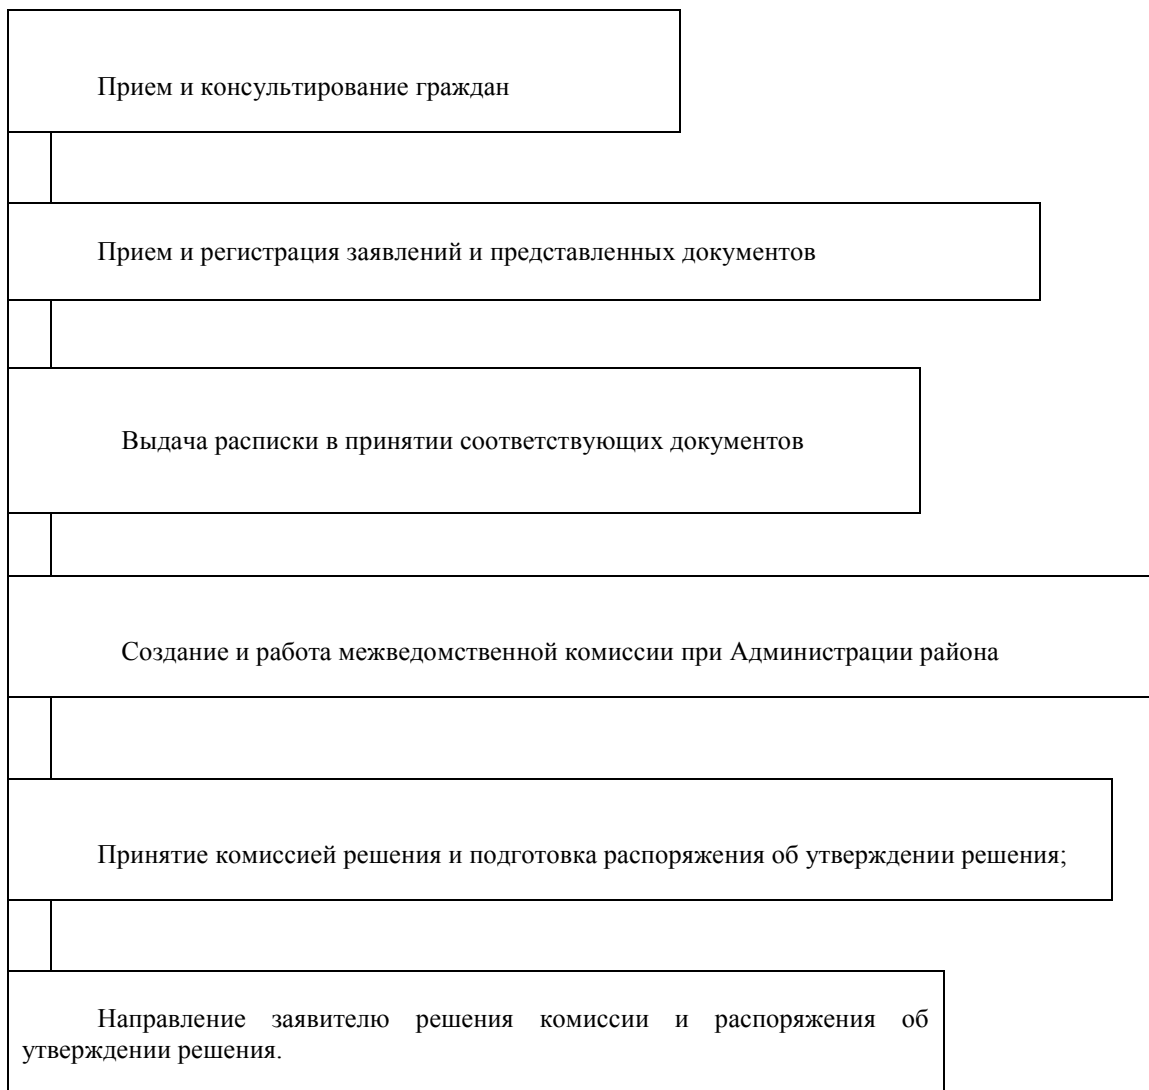 Прием и консультирование граждан
Прием и регистрация заявлений и представленных документов
Выдача расписки в принятии соответствующих документов
Создание и работа межведомственной комиссии при Администрации района
Принятие комиссией решения и подготовка распоряжения об утверждении решения;
Направление заявителю решения комиссии и распоряжения об
утверждении решения.